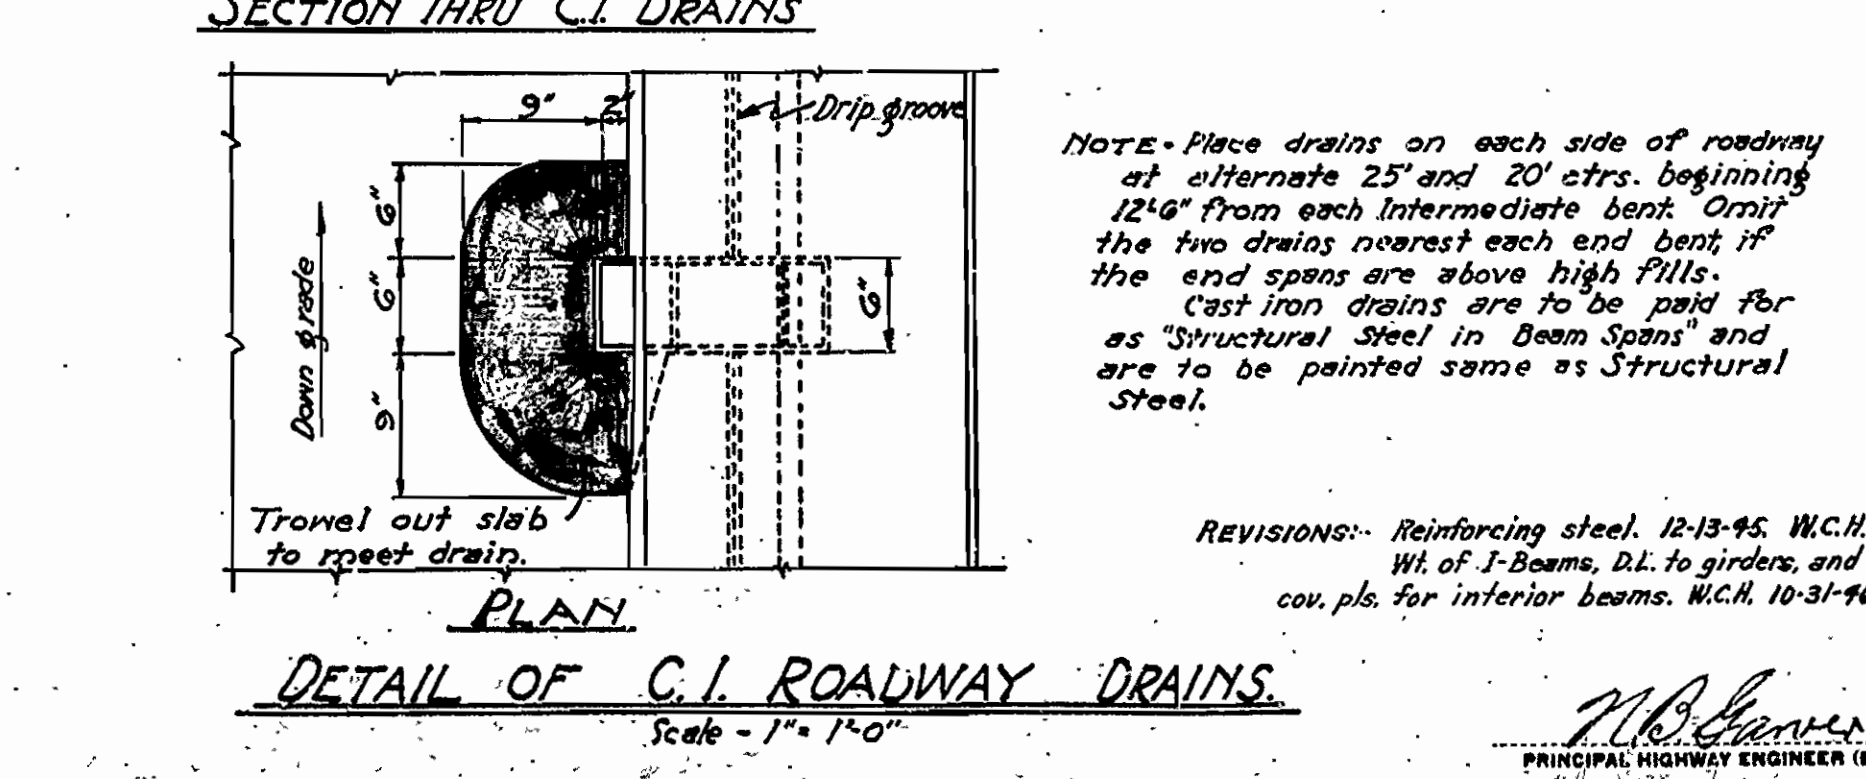 SECTION THRU C.I. DRAINS
9" 2"
Drip groove
6"
6"
9"
6"
Down grade
Trowel out slab
to meet drain.
PLAN
NOTE. Place drains on each side of roadway
at alternate 25' and 20' ctrs. beginning
12'-6" from each Intermediate bent. Omit
the two drains nearest each end bent, if
the end spans are above high fills.
Cast iron drains are to be paid for
as "Structural Steel in Beam Spans" and
are to be painted same as Structural
Steel.
REVISIONS:- Reinforcing steel. 12-13-45. W.C.H.
Wt. of I-Beams, D.L. to girders, and
cov. pls. for interior beams. W.C.H. 10-31-46
DETAIL OF C.I. ROADWAY DRAINS.
Scale - 1" = 1'-0"
N.B. Garver
PRINCIPAL HIGHWAY ENGINEER